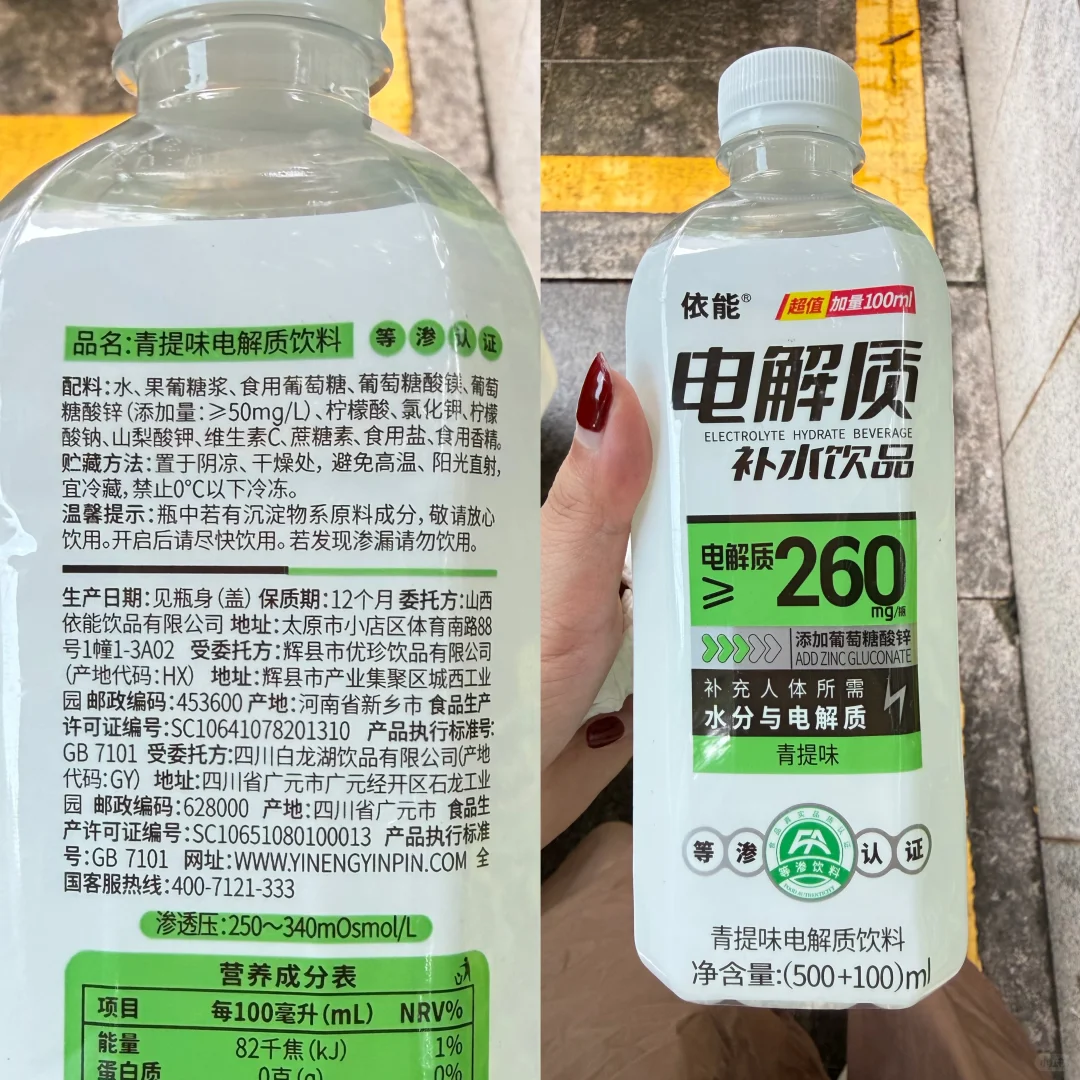 品名:青提味电解质饮料 等渗认证
配料:水、果葡糖浆、食用葡萄糖、葡萄糖酸镁、葡萄
糖酸锌(添加量:≥50mg/L)、柠檬酸、氯化钾、柠檬
酸钠、山梨酸钾、维生素C、蔗糖素、食用盐、食用香精。
贮藏方法:置于阴凉、干燥处,避免高温、阳光直射,
宜冷藏,禁止0°C以下冷冻。
温馨提示:瓶中若有沉淀物系原料成分,敬请放心
饮用。开启后请尽快饮用。若发现渗漏请勿饮用。
生产日期:见瓶身(盖) 保质期:12个月 委托方:山西
依能饮品有限公司 地址:太原市小店区体育南路88
号1幢1-3A02 受委托方:辉县市优珍饮品有限公司
(产地代码:HX) 地址:辉县市产业集聚区城西工业
园 邮政编码:453600 产地:河南省新乡市 食品生产
许可证编号:SC10641078201310 产品执行标准号:
GB 7101 受委托方:四川白龙湖饮品有限公司(产地
代码:GY) 地址:四川省广元市广元经开区石龙工业
园 邮政编码:628000 产地:四川省广元市 食品生
产许可证编号:SC10651080100013 产品执行标准
号:GB 7101 网址:WWW.YINENGYINPIN.COM 全
国客服热线:400-7121-333
渗透压:250~340mOsmol/L
营养成分表
项目 每100毫升(mL) NRV%
能量 82千焦(kJ) 1%
蛋白质 0克(g) 0%
依能® 超值 加量100ml
电解质
ELECTROLYTE HYDRATE BEVERAGE
补水饮品
电解质
≥260mg/瓶
添加葡萄糖酸锌
ADD ZINC GLUCONATE
补充人体所需
水分与电解质
青提味
等渗 等渗饮料 认证
青提味电解质饮料
净含量:(500+100)ml